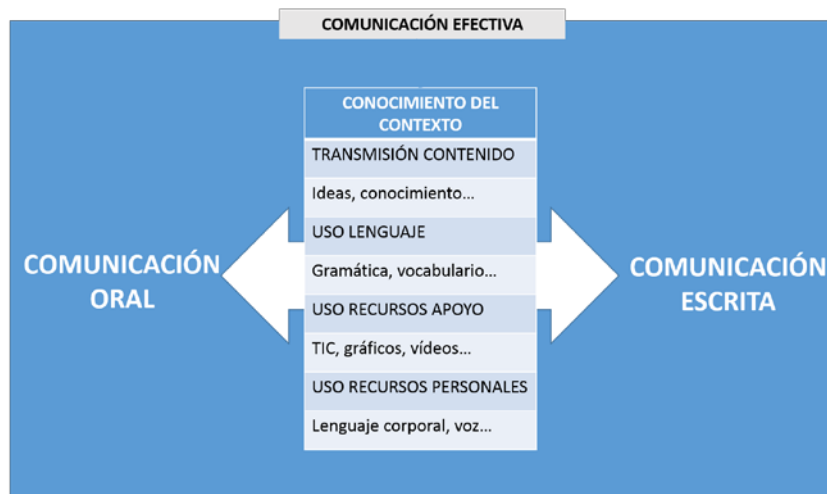 COMUNICACIÓN EFECTIVA
CONOCIMIENTO DEL
CONTEXTO
TRANSMISIÓN CONTENIDO
Ideas, conocimiento...
USO LENGUAJE
Gramática, vocabulario...
USO RECURSOS APOYO
TIC, gráficos, vídeos...
USO RECURSOS PERSONALES
Lenguaje corporal, voz...
COMUNICACIÓN
ORAL
COMUNICACIÓN
ESCRITA